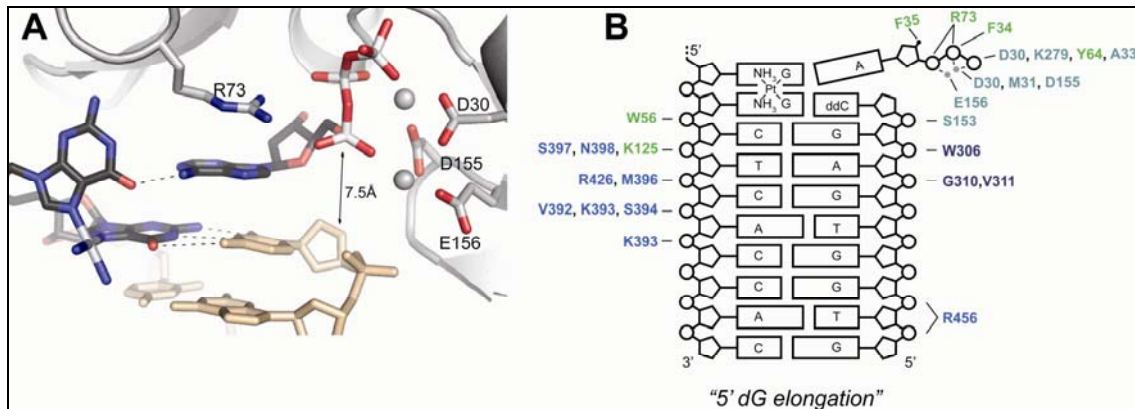 A
R73
D30
D155
7.5Å
E156
B
F35
R73
F34
5'
NH3 G
A
D30, K279, Y64, A33
Pt
D30, M31, D155
NH3 G
ddC
E156
W56
S153
C
G
S397, N398, K125
W306
T
A
R426, M396
G310,V311
C
G
V392, K393, S394
A
T
K393
C
G
C
G
A
T
R456
C
G
3'
5'
"5' dG elongation"